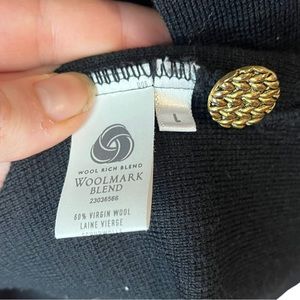 L
WOOL RICH BLEND
WOOLMARK
BLEND
23036566
60% VIRGIN WOOL
LAINE VIERGE